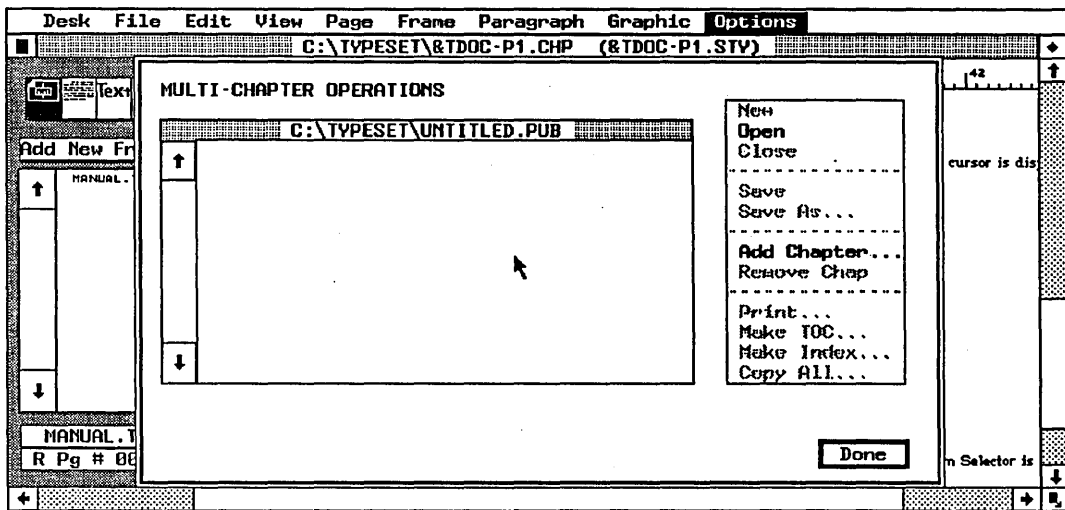 Desk File Edit View Page Frame Paragraph Graphic Options
C:\TYPESET\&TDOC-P1.CHP (&TDOC-P1.STY)
Text
42
MULTI-CHAPTER OPERATIONS
C:\TYPESET\UNTITLED.PUB
Add New Fr
MANUAL.
New
Open
Close
cursor is dis
Save
Save As...
Add Chapter...
Remove Chap
Print...
Make TOC...
Make Index...
Copy All...
MANUAL.T
R Pg # 00
Done
n Selector is